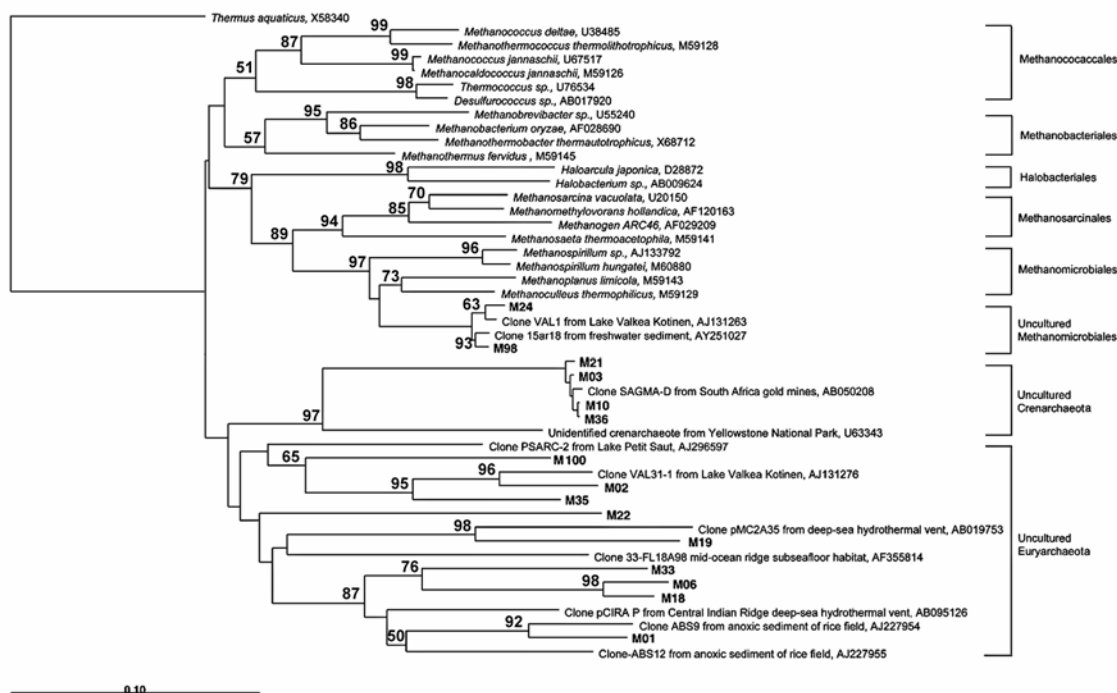 Thermus aquaticus, X58340
99
Methanococcus deltae, U38485
87
Methanothermococcus thermolithotrophicus, M59128
99
Methanococcus jannaschii, U67517
Methanococaccales
51
Methanocaldococcus jannaschii, M59126
98
Thermococcus sp., U76534
Desulfurococcus sp., AB017920
95
Methanobrevibacter sp., U55240
86
Methanobacterium oryzae, AF028690
Methanobacteriales
57
Methanothermobacter thermautotrophicus, X68712
Methanothermus fervidus , M59145
98
Haloarcula japonica, D28872
Halobacteriales
79
Halobacterium sp., AB009624
70
Methanosarcina vacuolata, U20150
85
Methanomethylovorans hollandica, AF120163
Methanosarcinales
94
Methanogen ARC46, AF029209
89
Methanosaeta thermoacetophila, M59141
96
Methanospirillum sp., AJ133792
97
Methanospirillum hungatei, M60880
Methanomicrobiales
73
Methanoplanus limicola, M59143
Methanoculleus thermophilicus, M59129
63
M24
Clone VAL1 from Lake Valkea Kotinen, AJ131263
Uncultured
Methanomicrobiales
Clone 15ar18 from freshwater sediment, AY251027
93
M98
M21
M03
Clone SAGMA-D from South Africa gold mines, AB050208
Uncultured
Crenarchaeota
M10
97
M36
Unidentified crenarchaeote from Yellowstone National Park, U63343
Clone PSARC-2 from Lake Petit Saut, AJ296597
65
M100
96
Clone VAL31-1 from Lake Valkea Kotinen, AJ131276
95
M02
M35
M22
98
Clone pMC2A35 from deep-sea hydrothermal vent, AB019753
M19
Uncultured
Euryarchaeota
Clone 33-FL18A98 mid-ocean ridge subseafloor habitat, AF355814
76
M33
87
98
M06
M18
Clone pCIRA P from Central Indian Ridge deep-sea hydrothermal vent, AB095126
92
Clone ABS9 from anoxic sediment of rice field, AJ227954
50
M01
Clone-ABS12 from anoxic sediment of rice field, AJ227955
0.10